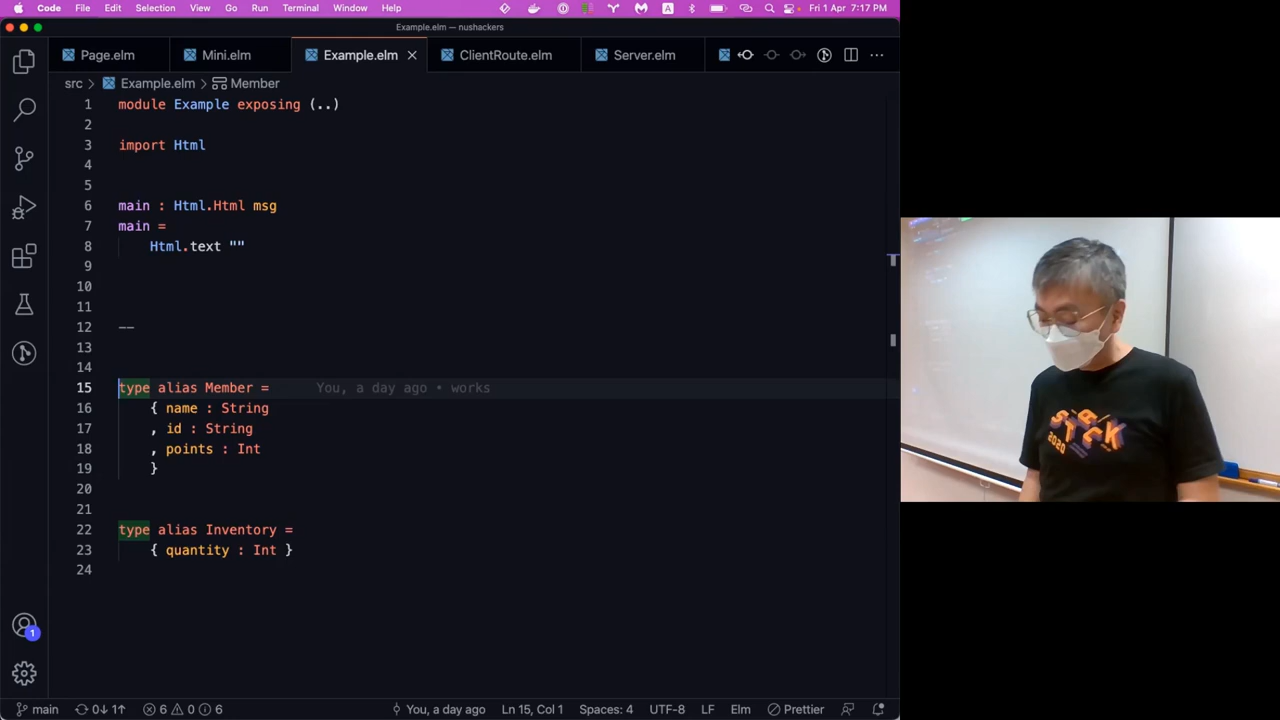 Code File Edit Selection View Go Run Terminal Window Help A Fri 1 Apr 7:17 PM
Example.elm — nushackers
Page.elm Mini.elm Example.elm ClientRoute.elm Server.elm
src > Example.elm > Member
1 module Example exposing (..)
2
3 import Html
4
5
6 main : Html.Html msg
7 main =
8 Html.text ""
9
10
11
12 --
13
14
15 type alias Member = You, a day ago • works
16 { name : String
17 , id : String
18 , points : Int
19 }
20
21
22 type alias Inventory =
23 { quantity : Int }
24
1
main 0↓ 1↑ 6 0 6 You, a day ago Ln 15, Col 1 Spaces: 4 UTF-8 LF Elm Prettier
STACK
2020